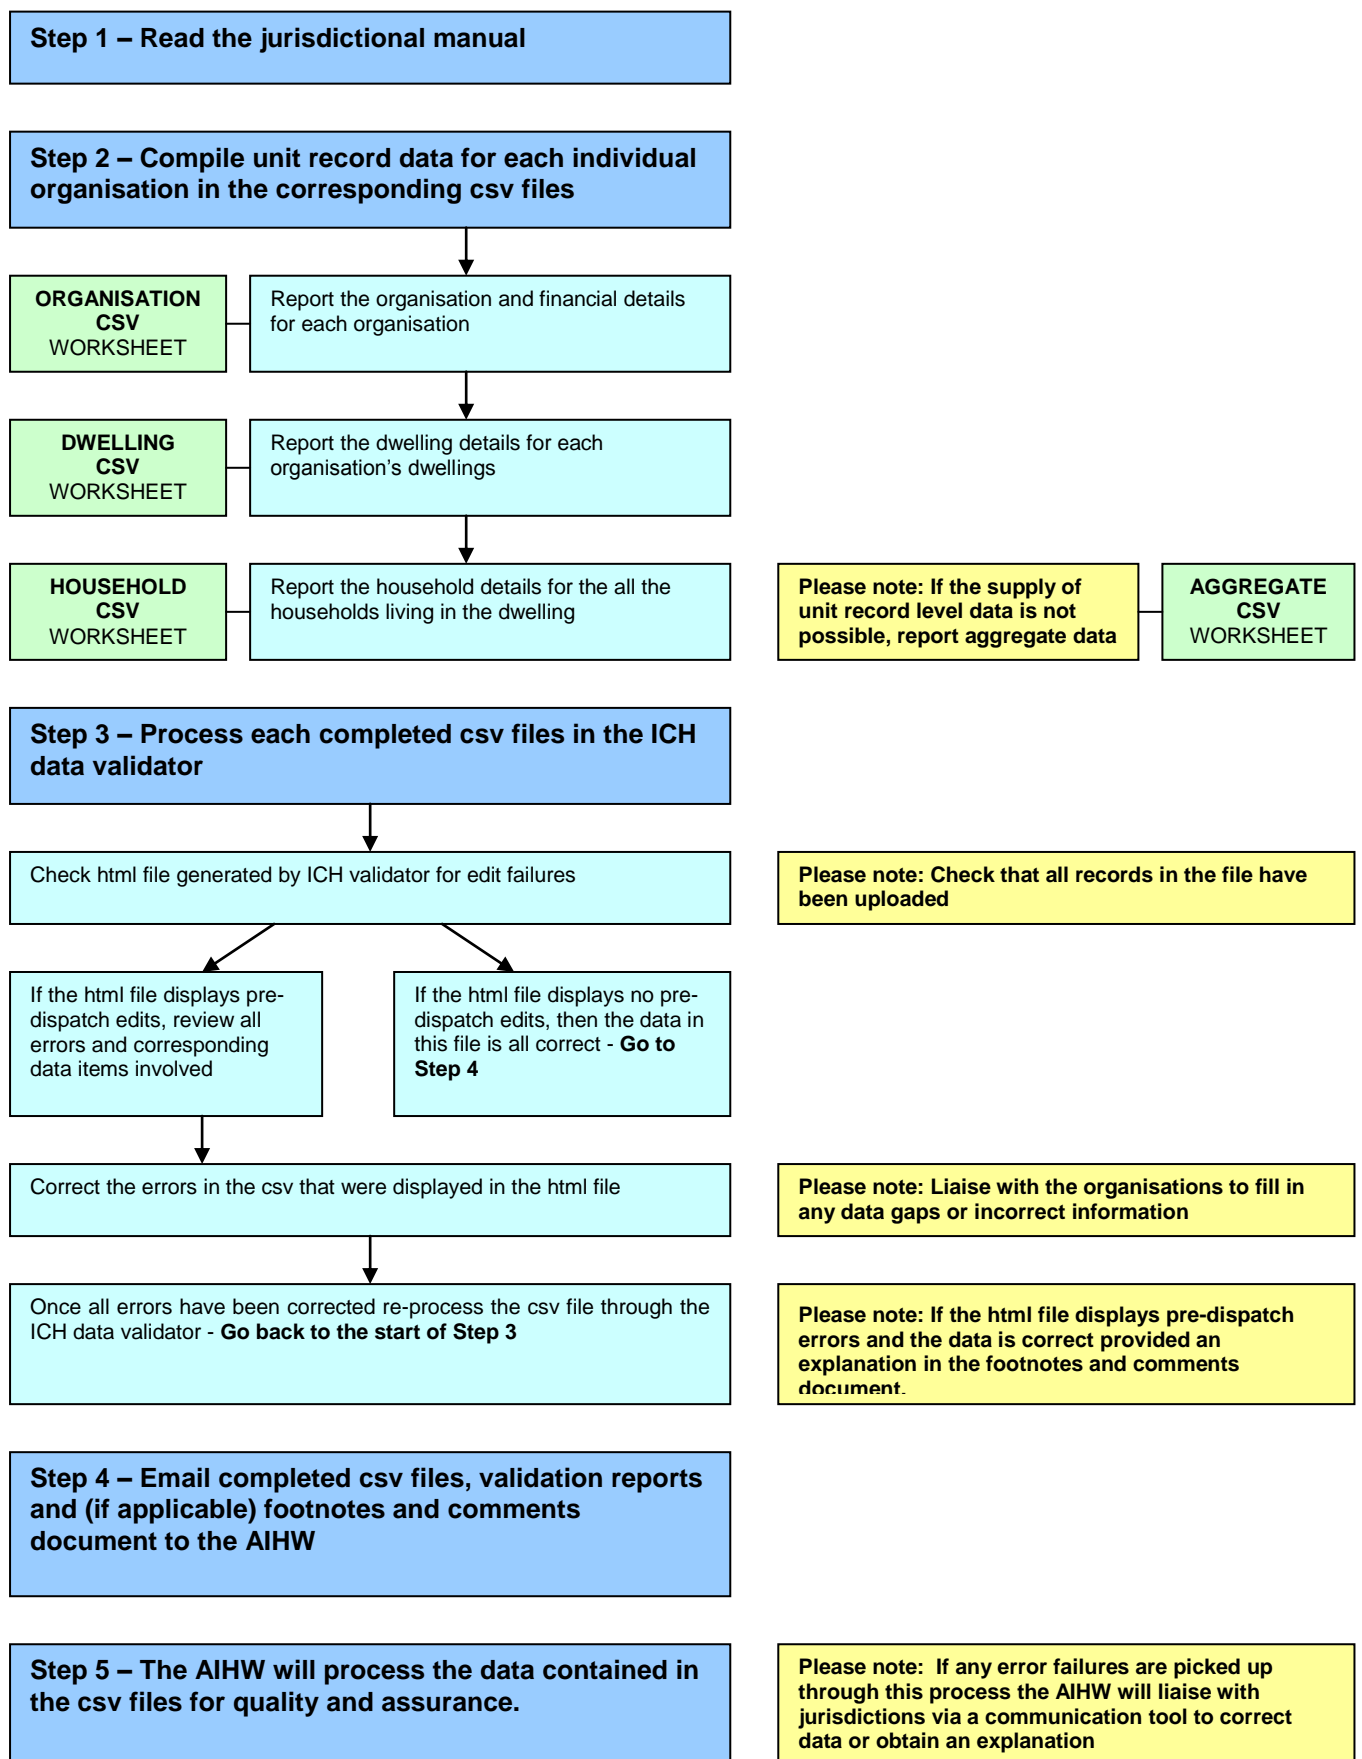 Step 1 – Read the jurisdictional manual
Step 2 – Compile unit record data for each individual
organisation in the corresponding csv files
ORGANISATION
CSV
WORKSHEET
Report the organisation and financial details
for each organisation
DWELLING
CSV
WORKSHEET
Report the dwelling details for each
organisation’s dwellings
HOUSEHOLD
CSV
WORKSHEET
Report the household details for the all the
households living in the dwelling
Please note: If the supply of
unit record level data is not
possible, report aggregate data
AGGREGATE
CSV
WORKSHEET
Step 3 – Process each completed csv files in the ICH
data validator
Check html file generated by ICH validator for edit failures
Please note: Check that all records in the file have
been uploaded
If the html file displays pre-
dispatch edits, review all
errors and corresponding
data items involved
If the html file displays no pre-
dispatch edits, then the data in
this file is all correct - Go to
Step 4
Correct the errors in the csv that were displayed in the html file
Please note: Liaise with the organisations to fill in
any data gaps or incorrect information
Once all errors have been corrected re-process the csv file through the
ICH data validator - Go back to the start of Step 3
Please note: If the html file displays pre-dispatch
errors and the data is correct provided an
explanation in the footnotes and comments
document.
Step 4 – Email completed csv files, validation reports
and (if applicable) footnotes and comments
document to the AIHW
Step 5 – The AIHW will process the data contained in
the csv files for quality and assurance.
Please note:  If any error failures are picked up
through this process the AIHW will liaise with
jurisdictions via a communication tool to correct
data or obtain an explanation